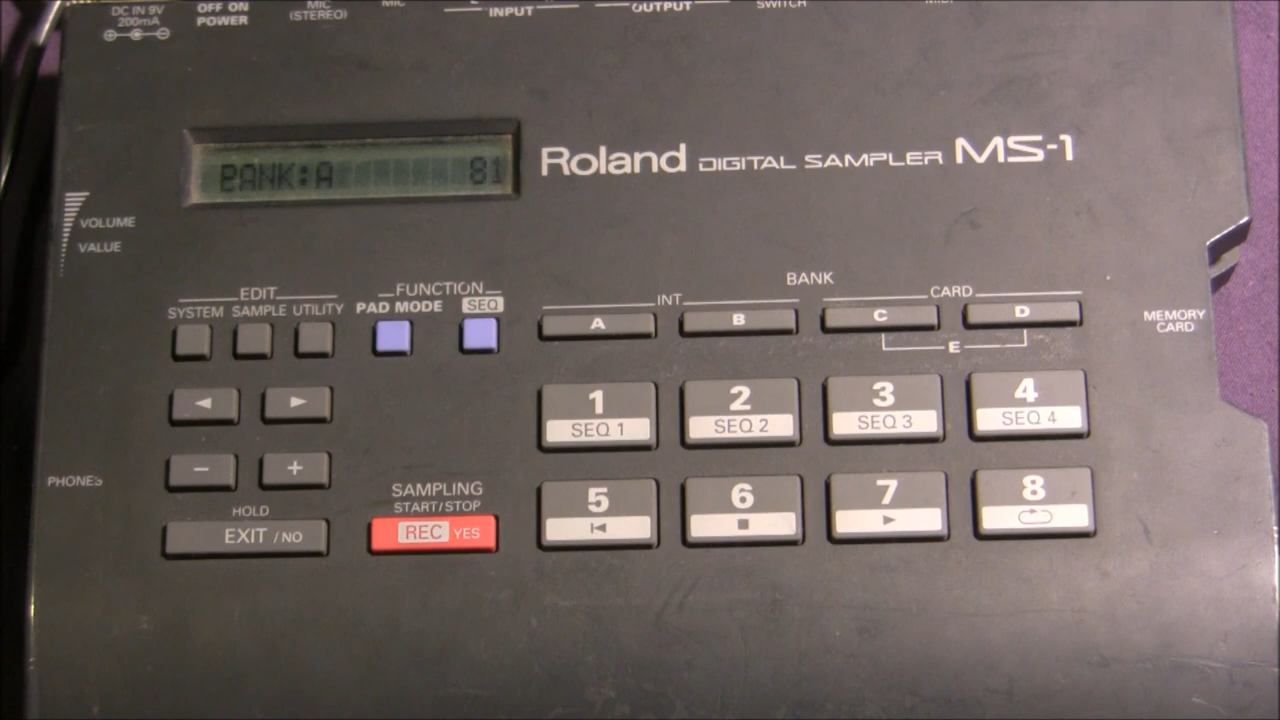 DC IN 9V
200mA
OFF ON
POWER
MIC
(STEREO)
MIC
INPUT
OUTPUT
SWITCH
BANK:A 81
Roland DIGITAL SAMPLER MS-1
VOLUME
VALUE
EDIT
SYSTEM SAMPLE UTILITY
FUNCTION
PAD MODE SEQ
BANK
INT
CARD
A B C D
E
MEMORY
CARD
1 2 3 4
SEQ 1 SEQ 2 SEQ 3 SEQ 4
− +
PHONES
HOLD
EXIT / NO
SAMPLING
START/STOP
REC YES
5 6 7 8